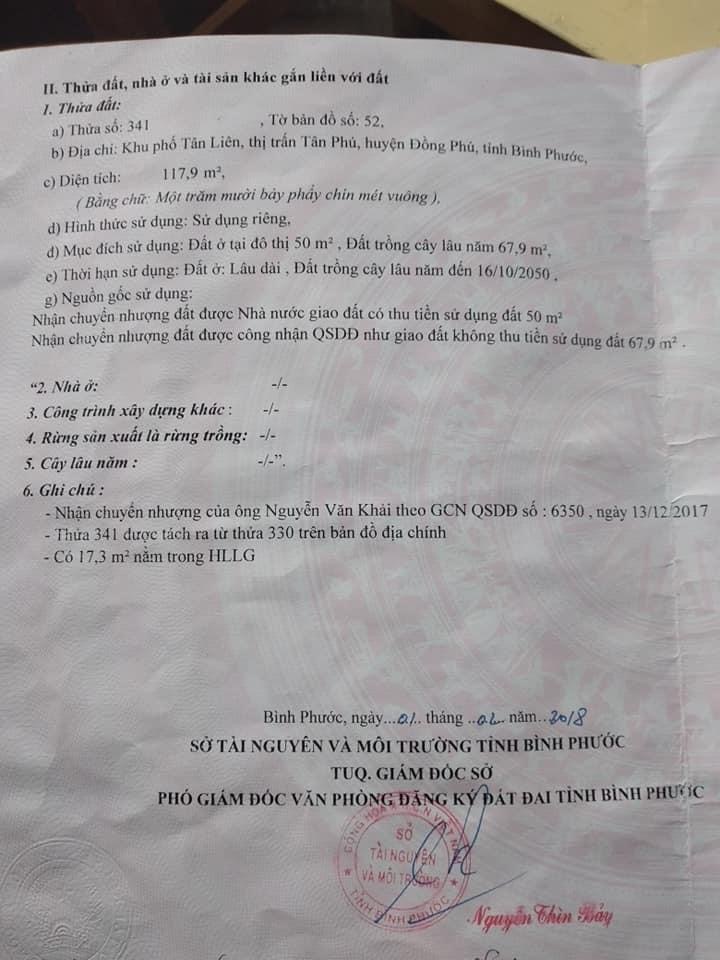 II. Thửa đất, nhà ở và tài sản khác gắn liền với đất
1. Thửa đất:
a) Thửa số: 341 , Tờ bản đồ số: 52,
b) Địa chỉ: Khu phố Tân Liên, thị trấn Tân Phú, huyện Đồng Phú, tỉnh Bình Phước,
c) Diện tích: 117,9 m²,
( Bằng chữ: Một trăm mười bảy phẩy chín mét vuông ),
d) Hình thức sử dụng: Sử dụng riêng,
đ) Mục đích sử dụng: Đất ở tại đô thị 50 m² , Đất trồng cây lâu năm 67,9 m²,
e) Thời hạn sử dụng: Đất ở: Lâu dài , Đất trồng cây lâu năm đến 16/10/2050 ,
g) Nguồn gốc sử dụng:
Nhận chuyển nhượng đất được Nhà nước giao đất có thu tiền sử dụng đất 50 m²
Nhận chuyển nhượng đất được công nhận QSDĐ như giao đất không thu tiền sử dụng đất 67,9 m² .
“2. Nhà ở: -/-
3. Công trình xây dựng khác : -/-
4. Rừng sản xuất là rừng trồng: -/-
5. Cây lâu năm : -/-”.
6. Ghi chú :
- Nhận chuyển nhượng của ông Nguyễn Văn Khải theo GCN QSDĐ số : 6350 , ngày 13/12/2017
- Thửa 341 được tách ra từ thửa 330 trên bản đồ địa chính
- Có 17,3 m² nằm trong HLLG
Bình Phước, ngày...01.. tháng ..02.. năm..2018
SỞ TÀI NGUYÊN VÀ MÔI TRƯỜNG TỈNH BÌNH PHƯỚC
TUQ. GIÁM ĐỐC SỞ
PHÓ GIÁM ĐỐC VĂN PHÒNG ĐĂNG KÝ ĐẤT ĐAI TỈNH BÌNH PHƯỚC
CỘNG HÒA X.H.C.N VIỆT NAM
SỞ
TÀI NGUYÊN
VÀ MÔI TRƯỜNG
TỈNH BÌNH PHƯỚC
Nguyễn Thìn Bảy